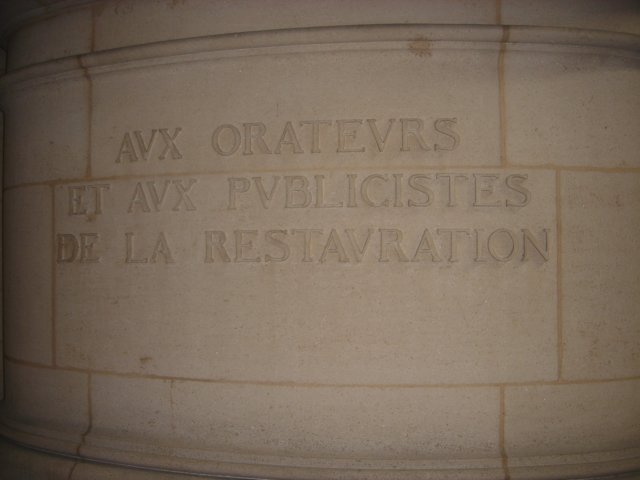 AVX ORATEVRS
ET AVX PVBLICISTES
DE LA RESTAVRATION